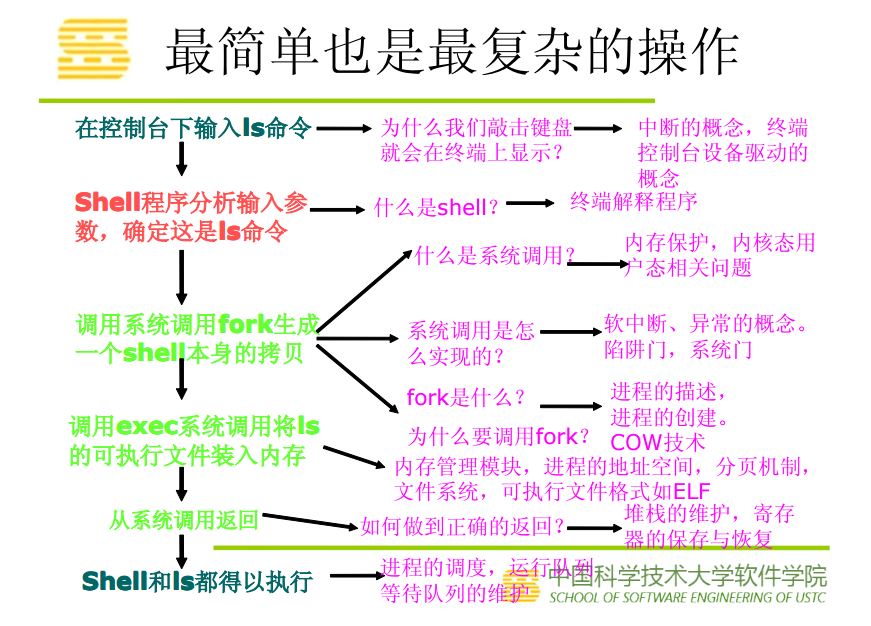 最简单也是最复杂的操作
在控制台下输入ls命令
为什么我们敲击键盘
就会在终端上显示？
中断的概念，终端
控制台设备驱动的
概念
Shell程序分析输入参
数，确定这是ls命令
什么是shell？
终端解释程序
什么是系统调用？
内存保护，内核态用
户态相关问题
调用系统调用fork生成
一个shell本身的拷贝
系统调用是怎
么实现的？
软中断、异常的概念。
陷阱门，系统门
fork是什么？
为什么要调用fork？
进程的描述，
进程的创建。
COW技术
调用exec系统调用将ls
的可执行文件装入内存
内存管理模块，进程的地址空间，分页机制，
文件系统，可执行文件格式如ELF
从系统调用返回
如何做到正确的返回？
堆栈的维护，寄存
器的保存与恢复
Shell和ls都得以执行
进程的调度，运行队列
等待队列的维护
中国科学技术大学软件学院
SCHOOL OF SOFTWARE ENGINEERING OF USTC